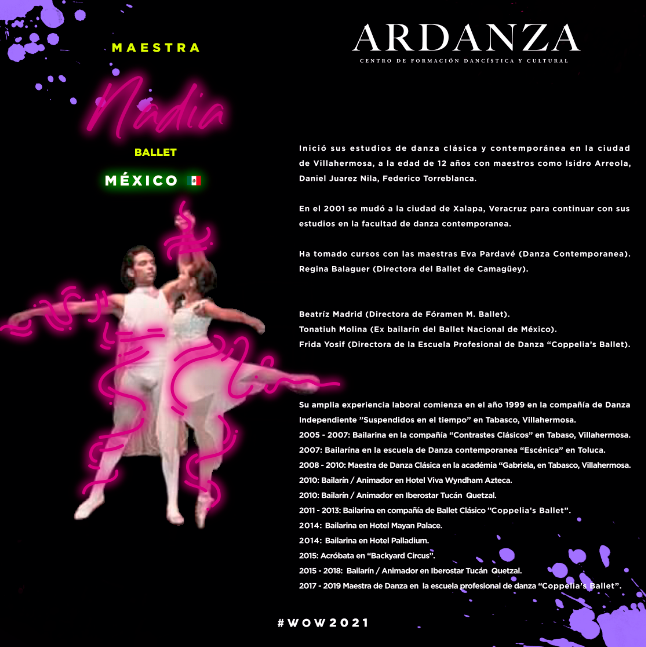 MAESTRA
Nadia
BALLET
MÉXICO
ARDANZA
CENTRO DE FORMACIÓN DANCÍSTICA Y CULTURAL
Inició sus estudios de danza clásica y contemporánea en la ciudad
de Villahermosa, a la edad de 12 años con maestros como Isidro Arreola,
Daniel Juarez Nila, Federico Torreblanca.
En el 2001 se mudó a la ciudad de Xalapa, Veracruz para continuar con sus
estudios en la facultad de danza contemporanea.
Ha tomado cursos con las maestras Eva Pardavé (Danza Contemporanea).
Regina Balaguer (Directora del Ballet de Camagüey).
Beatríz Madrid (Directora de Fóramen M. Ballet).
Tonatiuh Molina (Ex bailarín del Ballet Nacional de México).
Frida Yosif (Directora de la Escuela Profesional de Danza “Coppelia's Ballet).
Su amplia experiencia laboral comienza en el año 1999 en la compañía de Danza
Independiente "Suspendidos en el tiempo” en Tabasco, Villahermosa.
2005 - 2007: Bailarina en la compañía “Contrastes Clásicos” en Tabaso, Villahermosa.
2007: Bailarína en la escuela de Danza contemporanea “Escénica” en Toluca.
2008 - 2010: Maestra de Danza Clásica en la académia “Gabriela, en Tabasco, Villahermosa.
2010: Bailarín / Animador en Hotel Viva Wyndham Azteca.
2010: Bailarín / Animador en Iberostar Tucán Quetzal.
2011 - 2013: Bailarina en compañía de Ballet Clásico "Coppelia's Ballet”.
2014: Bailarina en Hotel Mayan Palace.
2014: Bailarina en Hotel Palladium.
2015: Acróbata en “Backyard Circus”.
2015 - 2018: Bailarín / Animador en Iberostar Tucán Quetzal.
2017 - 2019 Maestra de Danza en la escuela profesional de danza “Coppelia's Ballet”.
#WOW2021